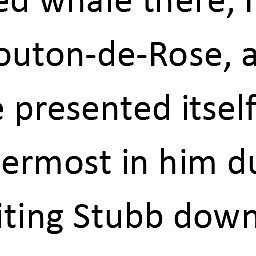 ed whale there, 
outon-de-Rose, a
e presented itself
ermost in him du
iting Stubb down